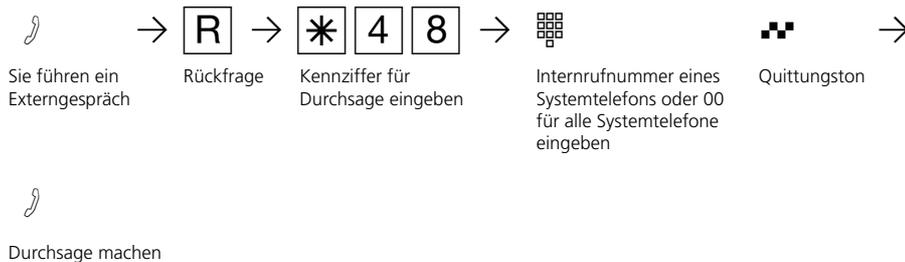 R
* 4 8
Sie führen ein
Externgespräch
Rückfrage
Kennziffer für
Durchsage eingeben
Internrufnummer eines
Systemtelefons oder 00
für alle Systemtelefone
eingeben
Quittungston
Durchsage machen